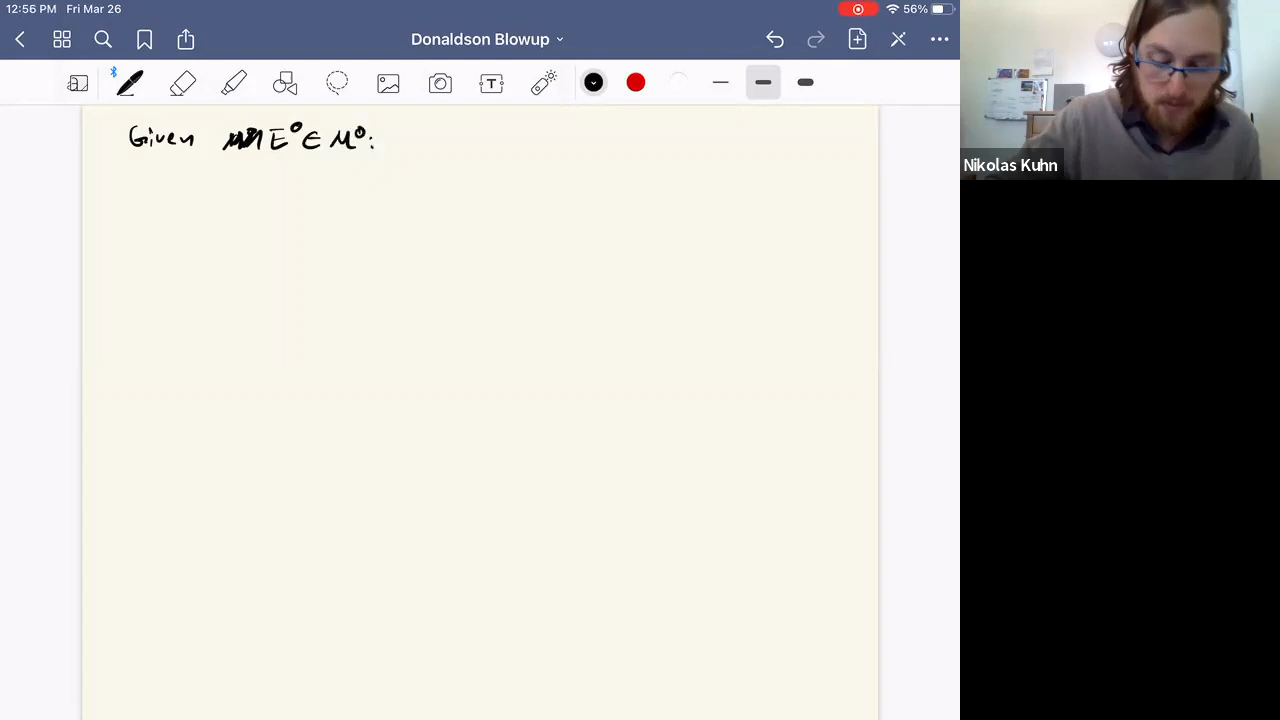 12:56 PM Fri Mar 26
56%
Donaldson Blowup
T
Given E° ∈ M°:
Nikolas Kuhn